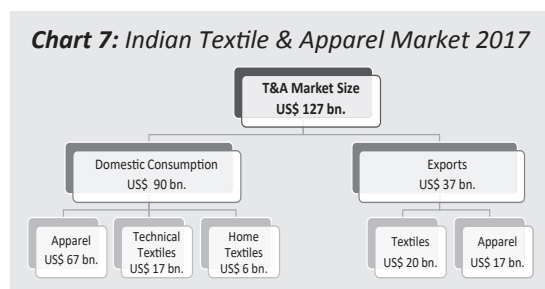 Chart 7: Indian Textile & Apparel Market 2017
T&A Market Size
US$ 127 bn.
Domestic Consumption
US$ 90 bn.
Exports
US$ 37 bn.
Apparel
US$ 67 bn.
Technical
Textiles
US$ 17 bn.
Home
Textiles
US$ 6 bn.
Textiles
US$ 20 bn.
Apparel
US$ 17 bn.